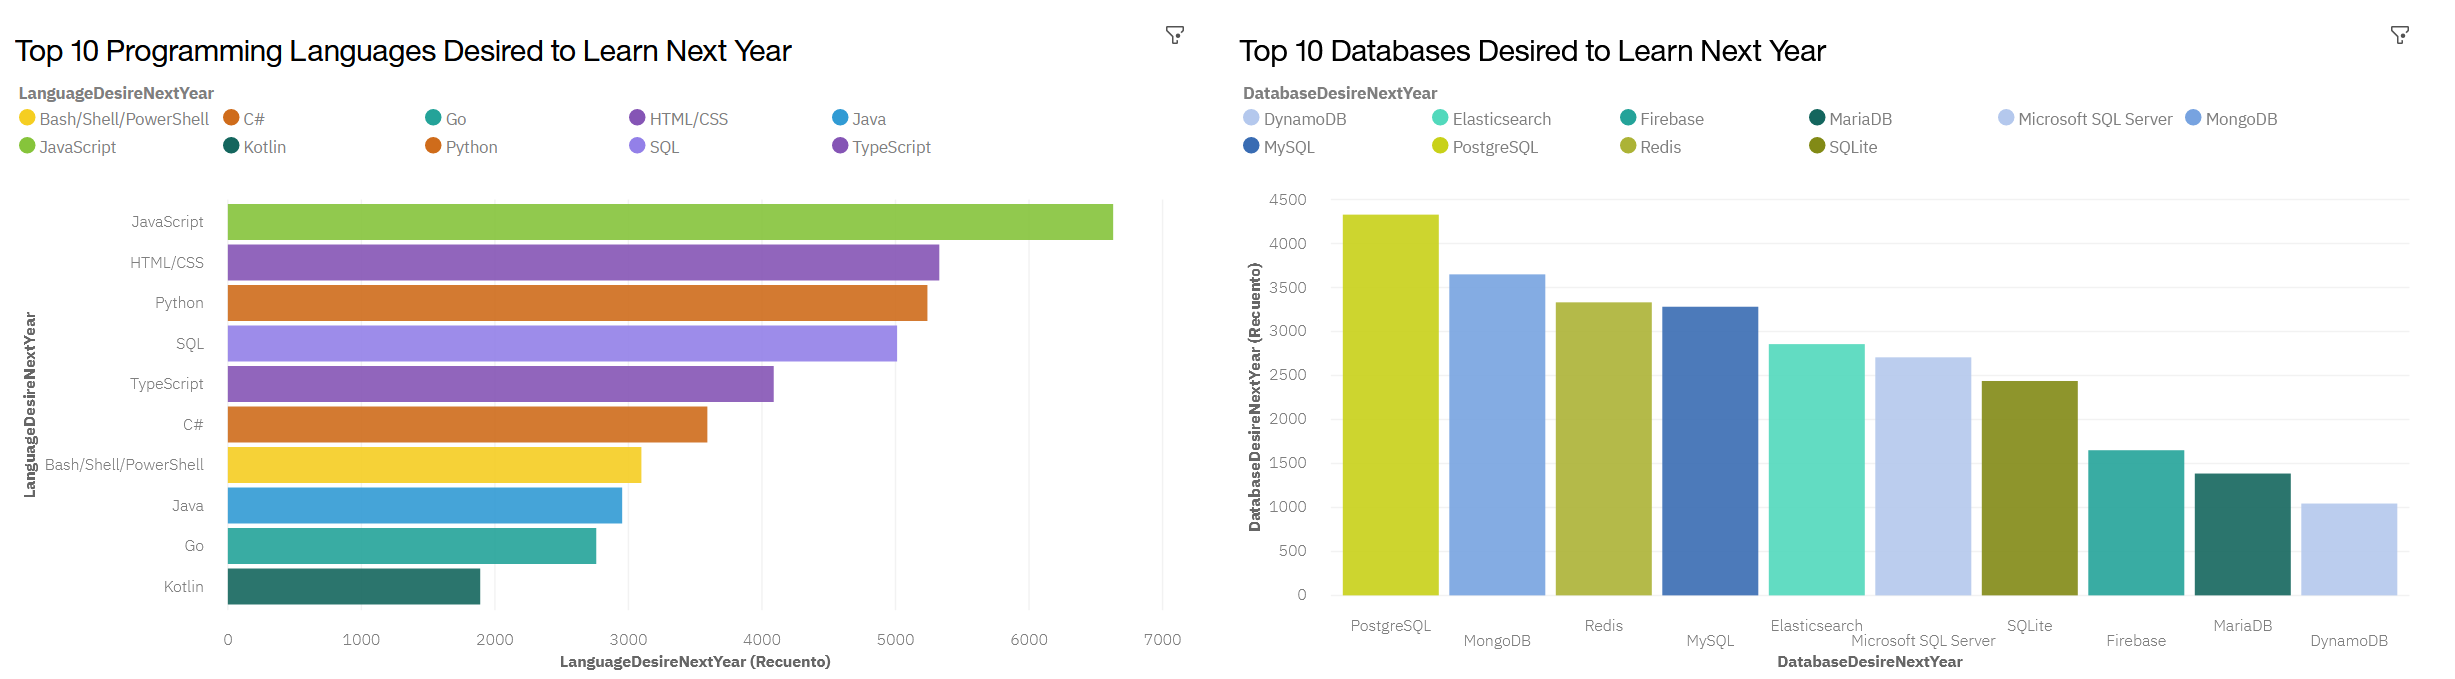 Top 10 Programming Languages Desired to Learn Next Year
LanguageDesireNextYear
Bash/Shell/PowerShell C# Go HTML/CSS Java
JavaScript Kotlin Python SQL TypeScript
LanguageDesireNextYear
JavaScript
HTML/CSS
Python
SQL
TypeScript
C#
Bash/Shell/PowerShell
Java
Go
Kotlin
0 1000 2000 3000 4000 5000 6000 7000
LanguageDesireNextYear (Recuento)
Top 10 Databases Desired to Learn Next Year
DatabaseDesireNextYear
DynamoDB Elasticsearch Firebase MariaDB Microsoft SQL Server MongoDB
MySQL PostgreSQL Redis SQLite
DatabaseDesireNextYear (Recuento)
4500
4000
3500
3000
2500
2000
1500
1000
500
0
PostgreSQL MongoDB Redis MySQL Elasticsearch Microsoft SQL Server SQLite Firebase MariaDB DynamoDB
DatabaseDesireNextYear